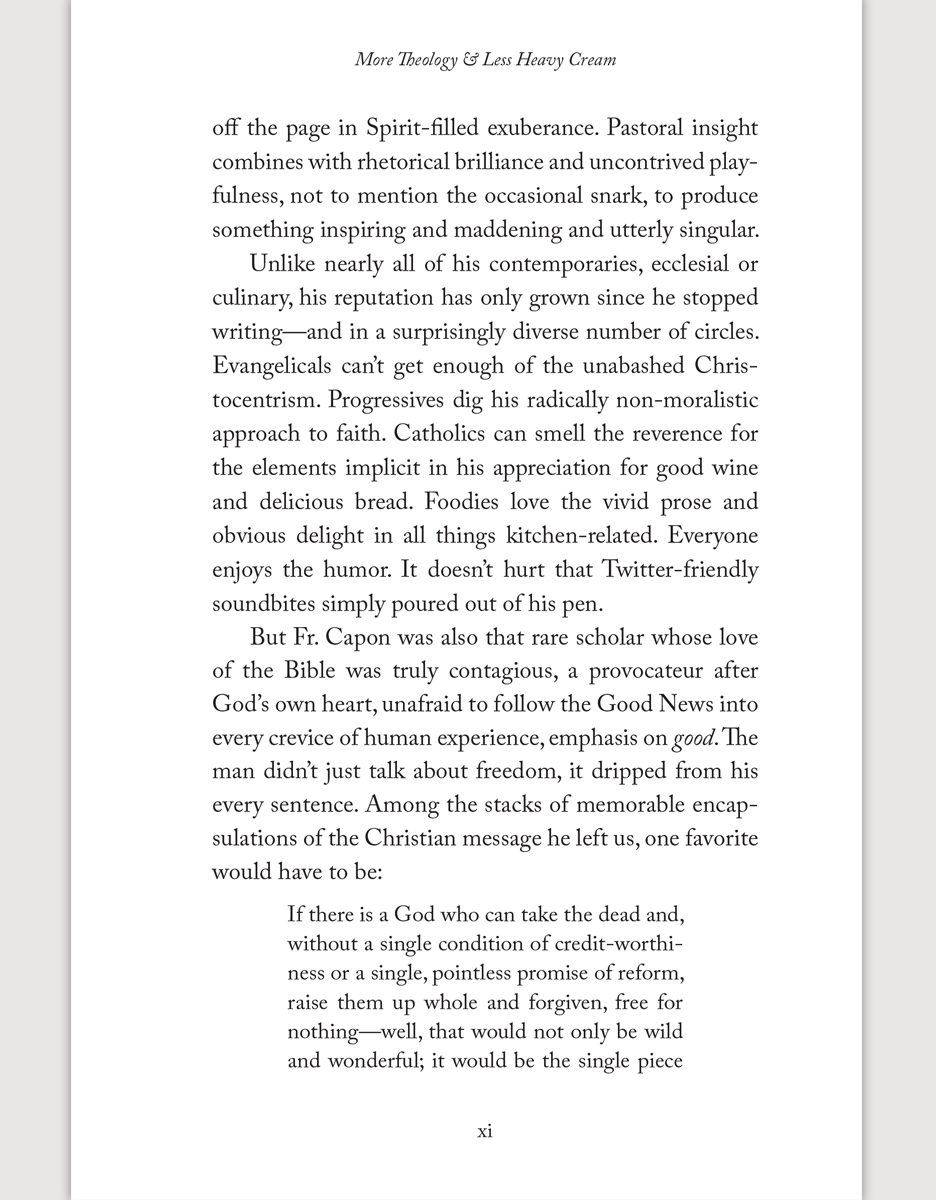 More Theology & Less Heavy Cream
off the page in Spirit-filled exuberance. Pastoral insight
combines with rhetorical brilliance and uncontrived play-
fulness, not to mention the occasional snark, to produce
something inspiring and maddening and utterly singular.
Unlike nearly all of his contemporaries, ecclesial or
culinary, his reputation has only grown since he stopped
writing—and in a surprisingly diverse number of circles.
Evangelicals can’t get enough of the unabashed Chris-
tocentrism. Progressives dig his radically non-moralistic
approach to faith. Catholics can smell the reverence for
the elements implicit in his appreciation for good wine
and delicious bread. Foodies love the vivid prose and
obvious delight in all things kitchen-related. Everyone
enjoys the humor. It doesn’t hurt that Twitter-friendly
soundbites simply poured out of his pen.
But Fr. Capon was also that rare scholar whose love
of the Bible was truly contagious, a provocateur after
God’s own heart, unafraid to follow the Good News into
every crevice of human experience, emphasis on good. The
man didn’t just talk about freedom, it dripped from his
every sentence. Among the stacks of memorable encap-
sulations of the Christian message he left us, one favorite
would have to be:
If there is a God who can take the dead and,
without a single condition of credit-worthi-
ness or a single, pointless promise of reform,
raise them up whole and forgiven, free for
nothing—well, that would not only be wild
and wonderful; it would be the single piece
xi